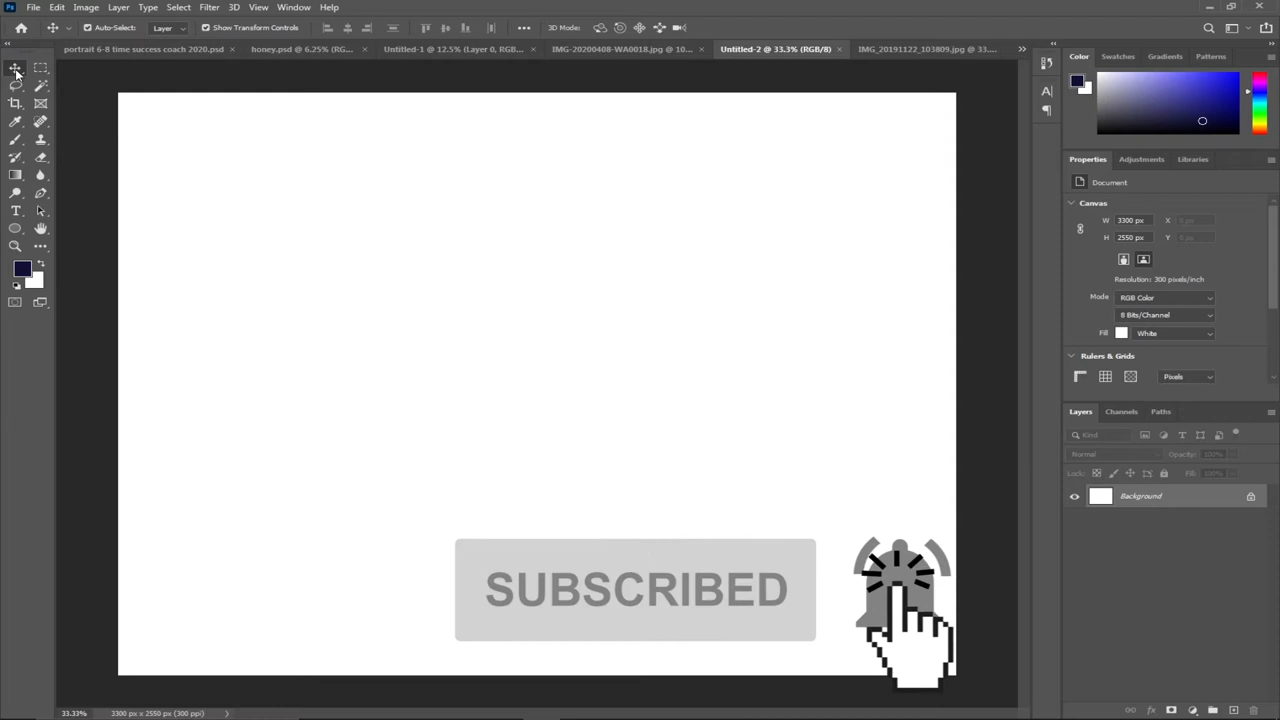 Ps File Edit Image Layer Type Select Filter 3D View Window Help
Auto-Select: Layer Show Transform Controls 3D Mode:
portrait 6-8 time success coach 2020.psd honey.psd @ 6.25% (RG... Untitled-1 @ 12.5% (Layer 0, RGB... IMG-20200408-WA0018.jpg @ 10... Untitled-2 @ 33.3% (RGB/8) IMG_20191122_103809.jpg @ 33....
Color Swatches Gradients Patterns
Properties Adjustments Libraries
Document
Canvas
W 3300 px X 0 px
H 2550 px Y 0 px
Resolution: 300 pixels/inch
Mode RGB Color
8 Bits/Channel
Fill White
Rulers & Grids
Pixels
Layers Channels Paths
Kind
Normal Opacity: 100%
Lock: Fill: 100%
Background
SUBSCRIBED
33.33% 3300 px x 2550 px (300 ppi)